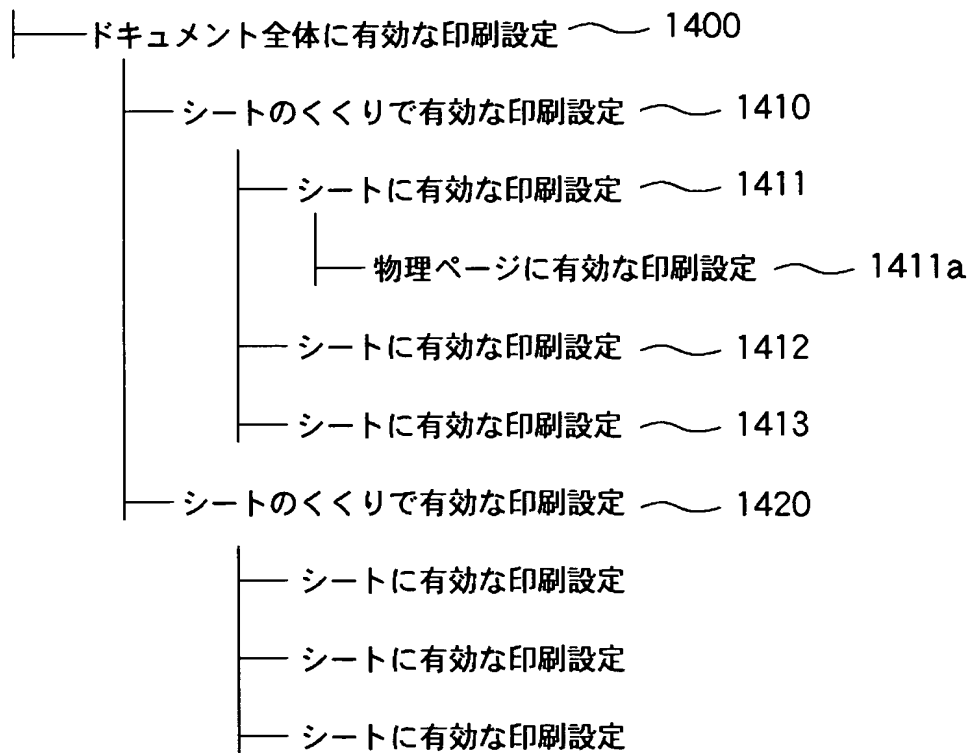 ドキュメント全体に有効な印刷設定 1400
シートのくくりで有効な印刷設定 1410
シートに有効な印刷設定 1411
物理ページに有効な印刷設定 1411a
シートに有効な印刷設定 1412
シートに有効な印刷設定 1413
シートのくくりで有効な印刷設定 1420
シートに有効な印刷設定
シートに有効な印刷設定
シートに有効な印刷設定